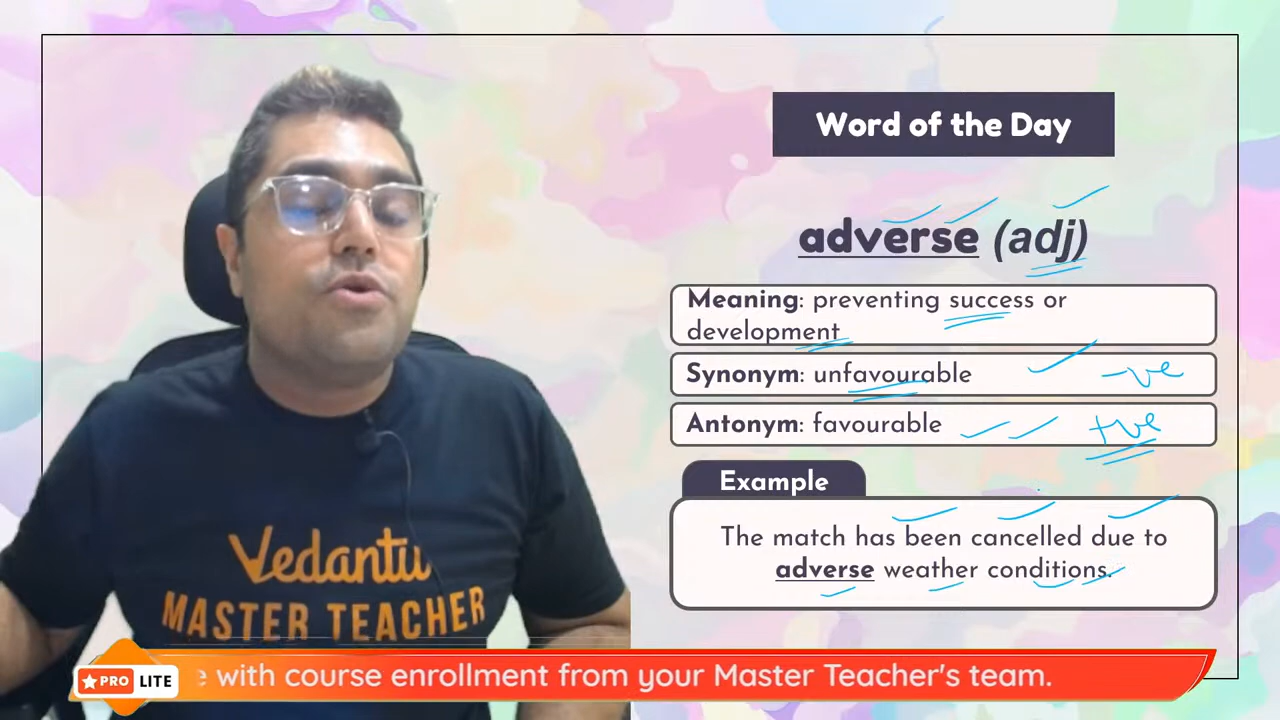 Word of the Day
adverse (adj)
Meaning: preventing success or
development
Synonym: unfavourable -ve
Antonym: favourable +ve
Example
The match has been cancelled due to
adverse weather conditions.
Vedantu
MASTER TEACHER
PRO LITE
with course enrollment from your Master Teacher's team.